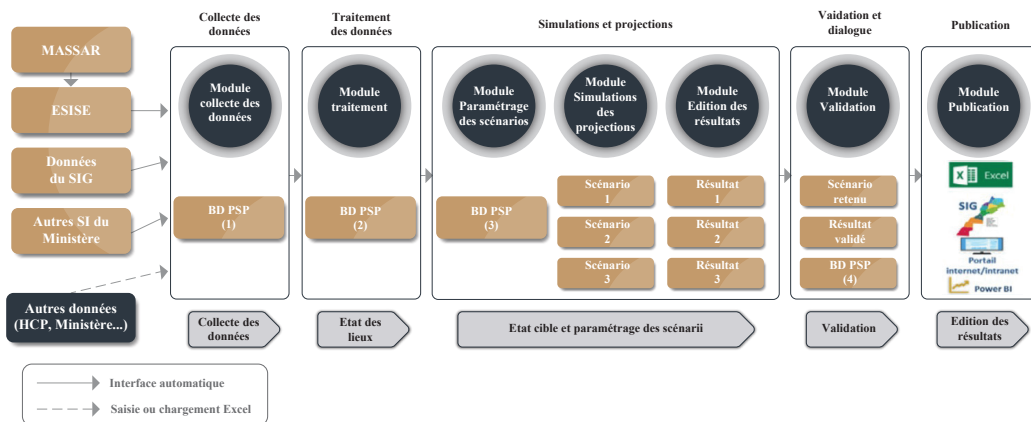 Collecte des
données
Traitement
des données
Simulations et projections
Vaidation et
dialogue
Publication
MASSAR
ESISE
Données
du SIG
Autres SI du
Ministère
Autres données
(HCP, Ministère...)
Module
collecte des
données
BD PSP
(1)
Module
traitement
BD PSP
(2)
Module
Paramétrage
des scénarios
BD PSP
(3)
Module
Simulations
des
projections
Scénario
1
Scénario
2
Scénario
3
Module
Edition des
résultats
Résultat
1
Résultat
2
Résultat
3
Module
Validation
Scénario
retenu
Résultat
validé
BD PSP
(4)
Module
Publication
Excel
SIG
Portail
internet/intranet
Power BI
Collecte des
données
Etat des
lieux
Etat cible et paramétrage des scénarii
Validation
Edition des
résultats
Interface automatique
Saisie ou chargement Excel